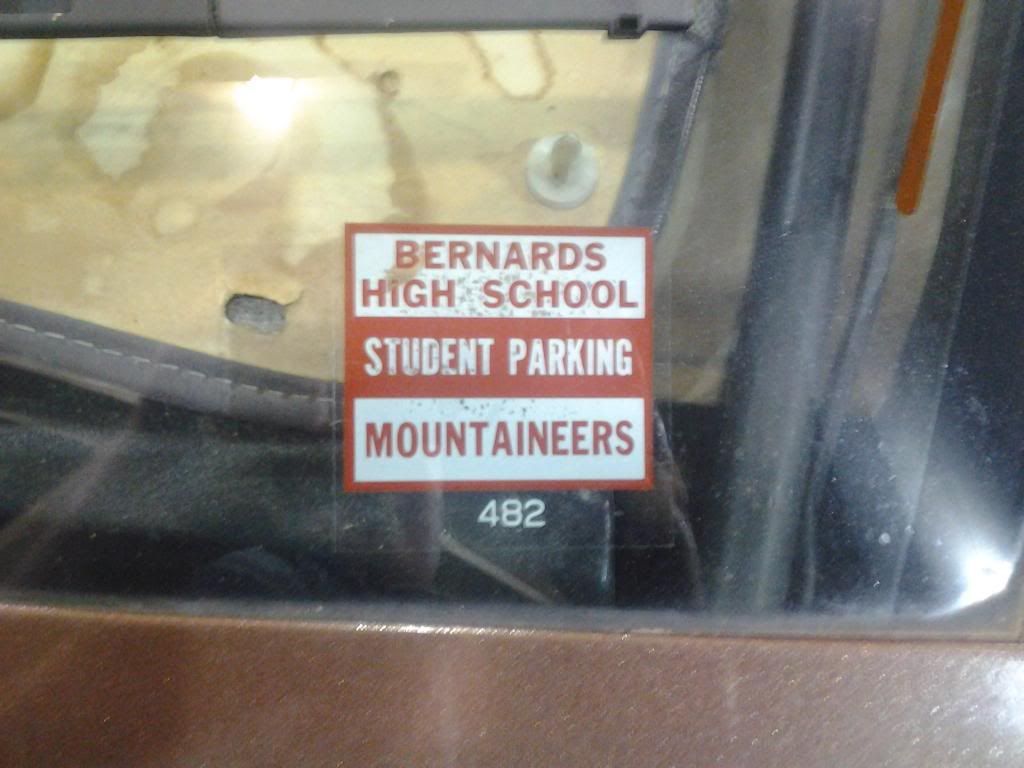 BERNARDS
HIGH SCHOOL
STUDENT PARKING
MOUNTAINEERS
482